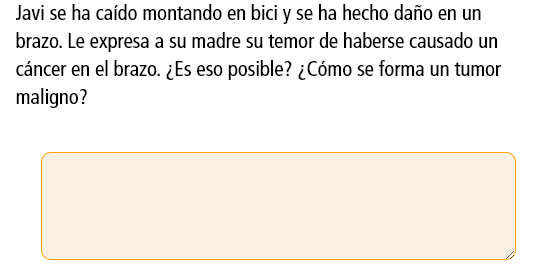 Javi se ha caído montando en bici y se ha hecho daño en un
brazo. Le expresa a su madre su temor de haberse causado un
cáncer en el brazo. ¿Es eso posible? ¿Cómo se forma un tumor
maligno?